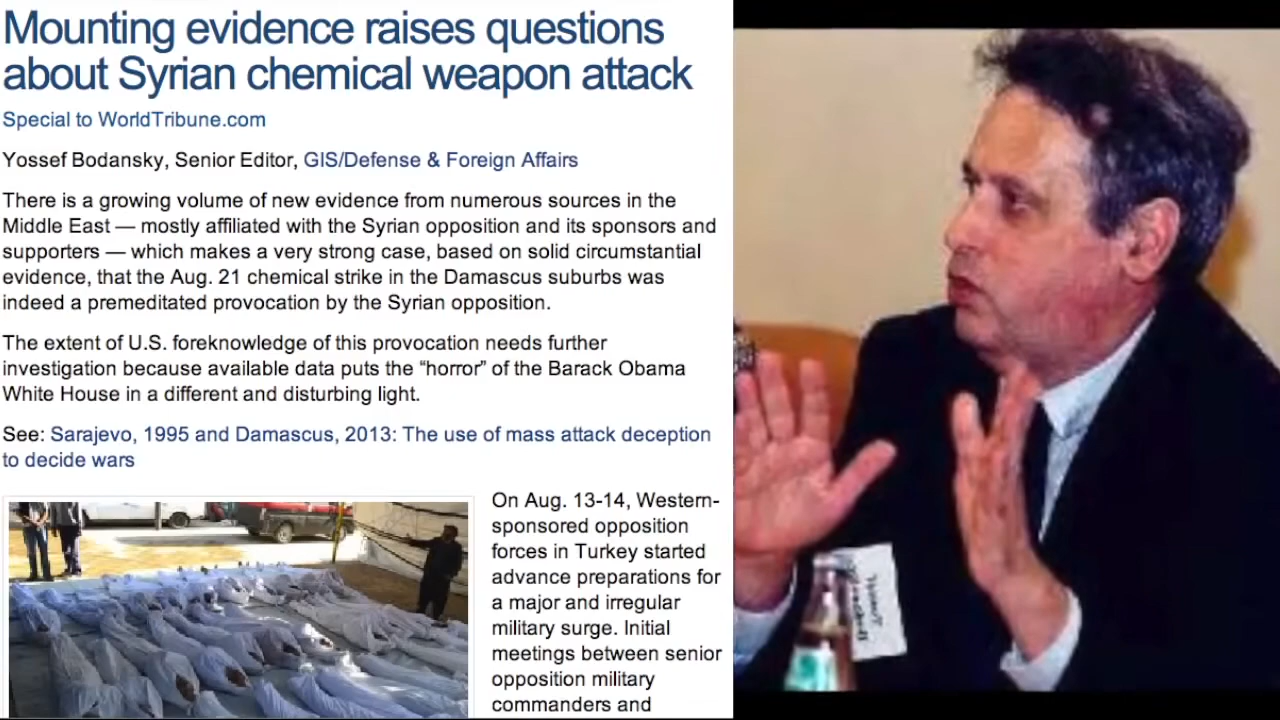 Mounting evidence raises questions
about Syrian chemical weapon attack
Special to WorldTribune.com
Yossef Bodansky, Senior Editor, GIS/Defense & Foreign Affairs
There is a growing volume of new evidence from numerous sources in the
Middle East — mostly affiliated with the Syrian opposition and its sponsors and
supporters — which makes a very strong case, based on solid circumstantial
evidence, that the Aug. 21 chemical strike in the Damascus suburbs was
indeed a premeditated provocation by the Syrian opposition.
The extent of U.S. foreknowledge of this provocation needs further
investigation because available data puts the “horror” of the Barack Obama
White House in a different and disturbing light.
See: Sarajevo, 1995 and Damascus, 2013: The use of mass attack deception
to decide wars
On Aug. 13-14, Western-
sponsored opposition
forces in Turkey started
advance preparations for
a major and irregular
military surge. Initial
meetings between senior
opposition military
commanders and